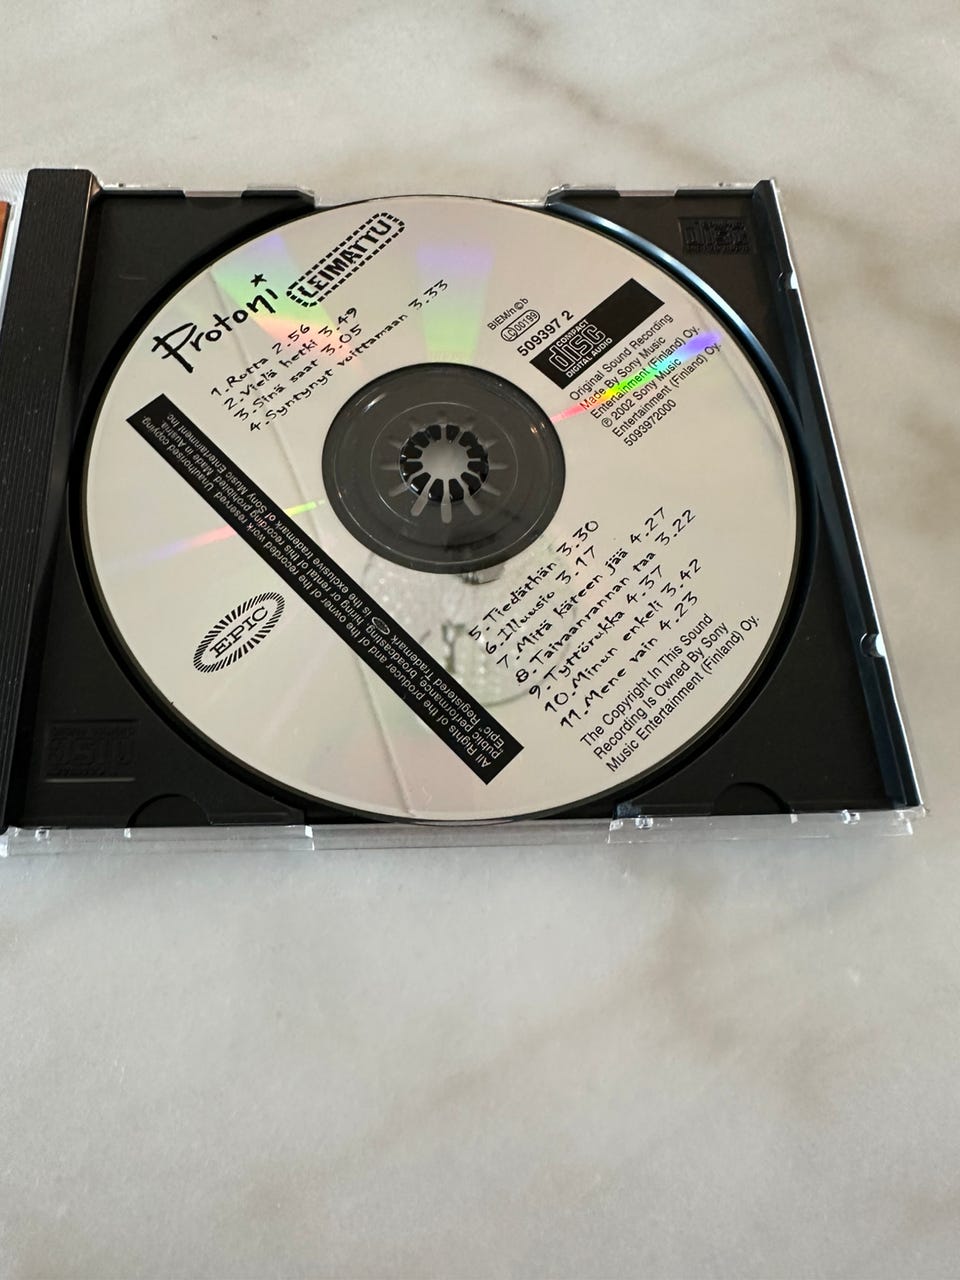 Protoni
LEIMATTU
1. Rotta 2.56
2. Vielä hetki 3.49
3. Sinä saat 3.05
4. Syntynyt voittamaan 3.33
BIEM/n©b
LC00199
509397 2
COMPACT
disc
DIGITAL AUDIO
Original Sound Recording
Made By Sony Music
Entertainment (Finland) Oy.
℗ 2002 Sony Music
Entertainment (Finland) Oy.
5093972000
All Rights of the producer and of the owner of the recorded work reserved Unauthorised copying,
public performance, broadcasting, hiring or rental of this recording prohibited Made in Austria
"Epic" Registered Trademark is the exclusive trademark of Sony Music Entertainment Inc
EPIC
5. Tiedäthän 3.30
6. Illuusio 3.17
7. Mitä käteen jää 4.27
8. Taivaanrannan taa 3.22
9. Tyttörukka 4.37
10. Minun enkeli 3.42
11. Mene vain 4.23
The Copyright In This Sound
Recording Is Owned By Sony
Music Entertainment (Finland) Oy.